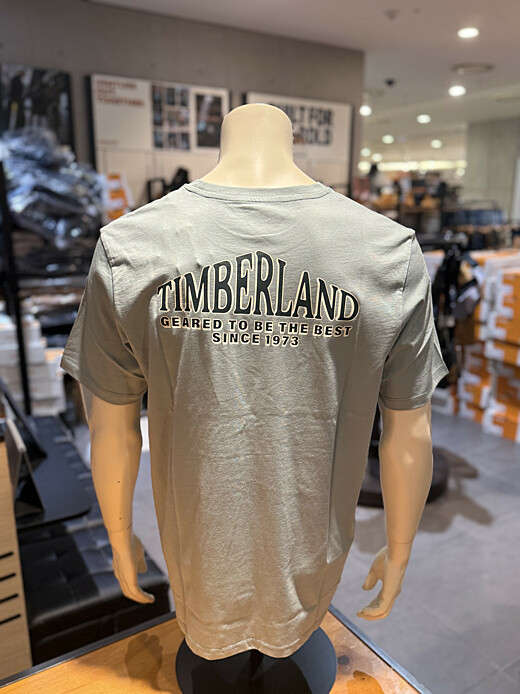 TIMBERLAND
GEARED TO BE THE BEST
SINCE 1973